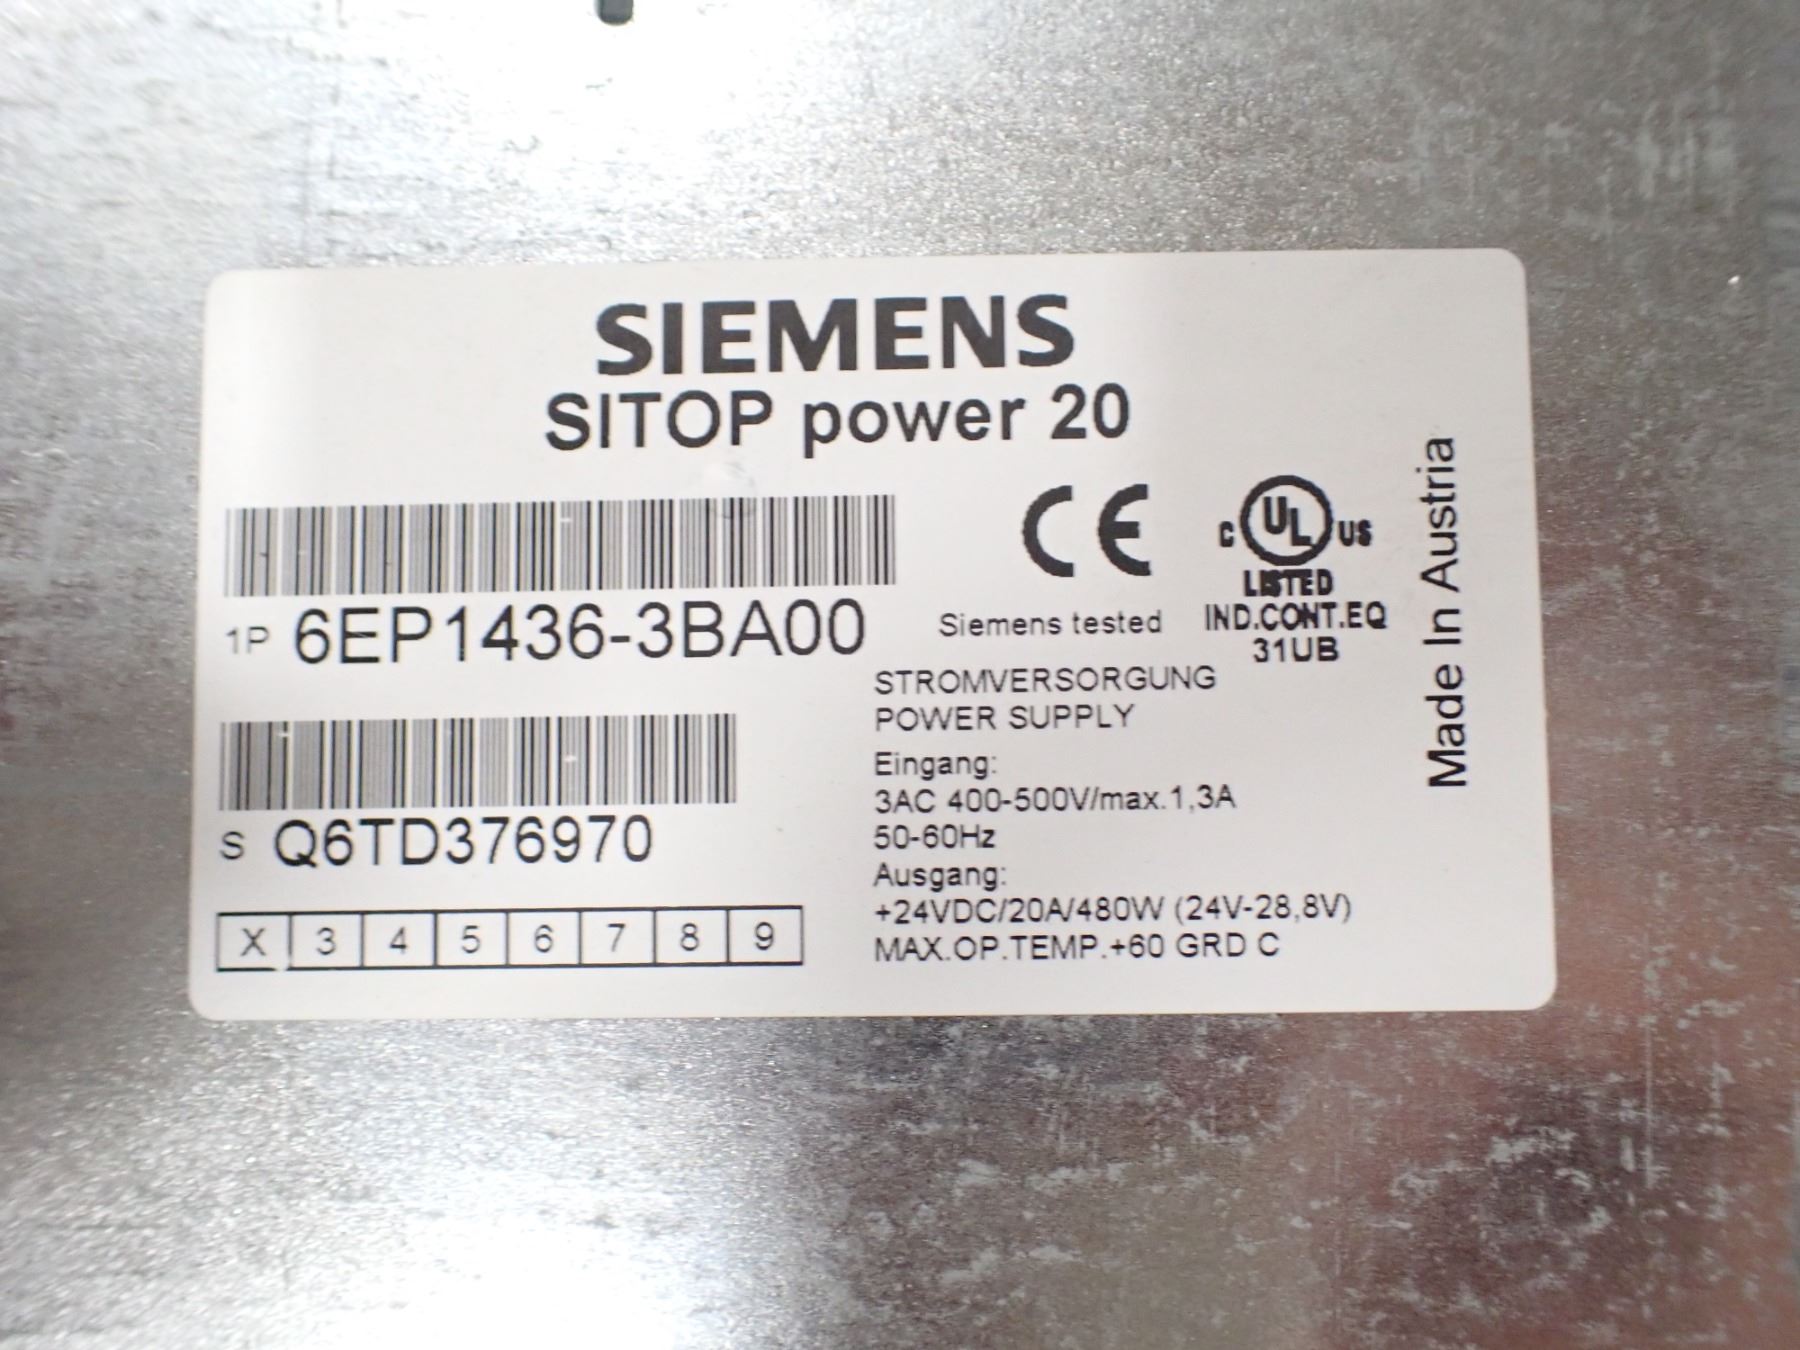 SIEMENS
SITOP power 20
1P 6EP1436-3BA00
S Q6TD376970
X 3 4 5 6 7 8 9
CE
Siemens tested
C UL US
LISTED
IND.CONT.EQ
31UB
STROMVERSORGUNG
POWER SUPPLY
Eingang:
3AC 400-500V/max.1,3A
50-60Hz
Ausgang:
+24VDC/20A/480W (24V-28,8V)
MAX.OP.TEMP.+60 GRD C
Made In Austria